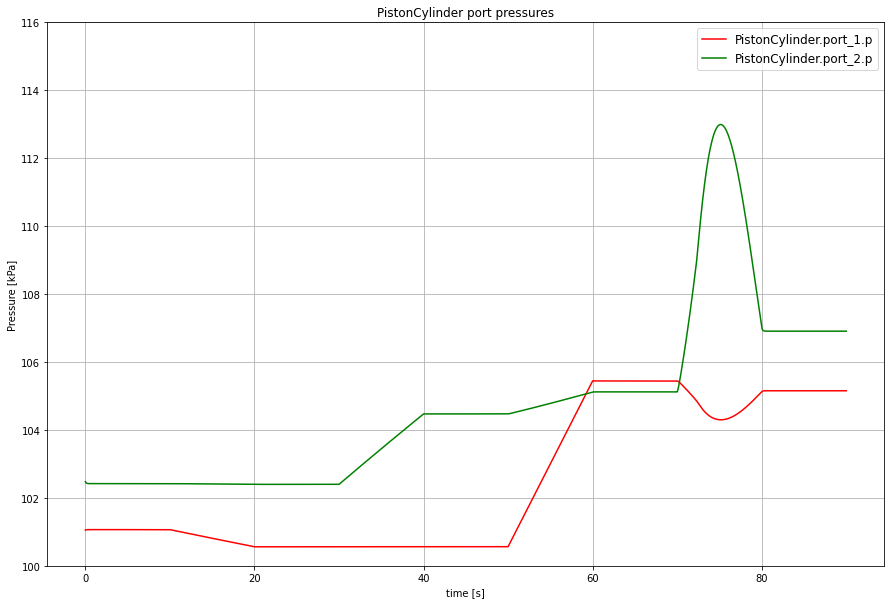 PistonCylinder port pressures
PistonCylinder.port_1.p
PistonCylinder.port_2.p
Pressure [kPa]
116
114
112
110
108
106
104
102
100
0
20
40
60
80
time [s]